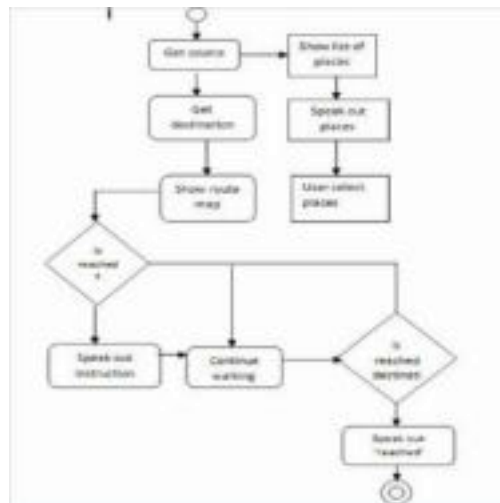 Get source
Show list of
places
Get
destination
Speak out
places
Show route
map
User select
places
Is
reached
Speak out
instruction
Continue
walking
Is
reached
destinati
Speak out
"reached"